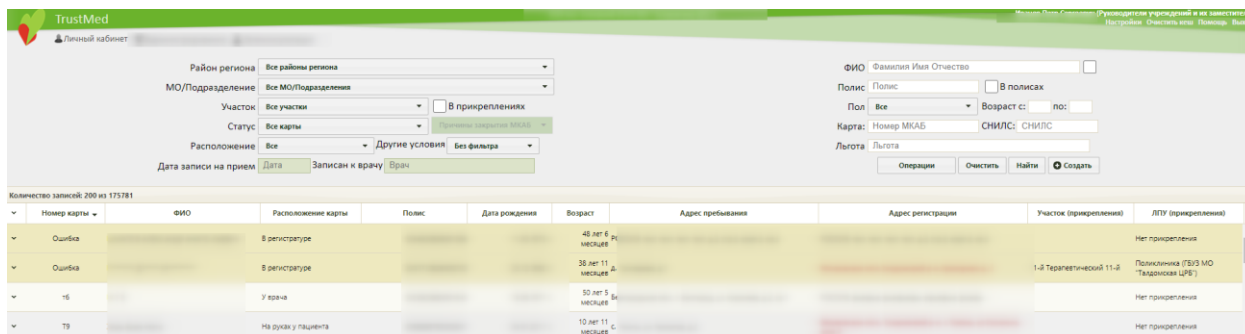 TrustMed
(Руководители учреждений и их заместите
Настройки Очистить кеш Помощь Вы
Личный кабинет
Район региона Все районы региона
ФИО Фамилия Имя Отчество
МО/Подразделение Все МО/Подразделения
Полис Полис В полисах
Участок Все участки В прикреплениях
Пол Все Возраст с: по:
Статус Все карты Причины закрытия МКАБ
Карта: Номер МКАБ СНИЛС: СНИЛС
Расположение Все Другие условия Без фильтра
Льгота Льгота
Дата записи на прием Дата Записан к врачу Врач
Операции Очистить Найти Создать
Количество записей: 200 из 175781
Номер карты ФИО Расположение карты Полис Дата рождения Возраст Адрес пребывания Адрес регистрации Участок (прикрепления) ЛПУ (прикрепления)
Ошибка В регистратуре 48 лет 6 месяцев Нет прикрепления
Ошибка В регистратуре 38 лет 11 месяцев д. 1-й Терапевтический 11-й Поликлиника (ГБУЗ МО "Талдомская ЦРБ")
т6 У врача 50 лет 5 месяцев Нет прикрепления
Т9 На руках у пациента 10 лет 11 месяцев с. Нет прикрепления